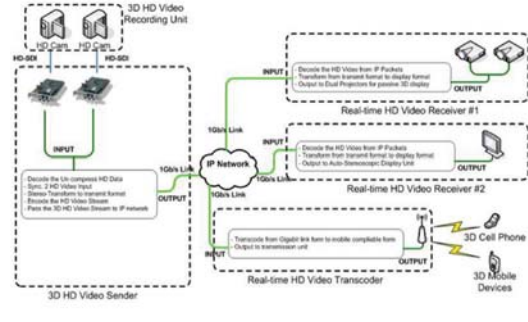 3D HD Video
Recording Unit
HD Cam HD Cam
HD-SDI HD-SDI
INPUT
- Decode the Un-compress HD Data
- Sync. 2 HD Video Input
- Stereo-Transform to transmit format
- Encode the HD Video Stream
- Pass the 3D HD Video Stream to IP network
OUTPUT
3D HD Video Sender
1Gb/s Link
IP Network
1Gb/s Link
1Gb/s Link
1Gb/s Link
INPUT
- Decode the HD Video from IP Packets
- Transform from transmit format to display format
- Output to Dual Projectors for passive 3D display
OUTPUT
Real-time HD Video Receiver #1
INPUT
- Decode the HD Video from IP Packets
- Transform from transmit format to display format
- Output to Auto-Stereoscopic Display Unit
OUTPUT
Real-time HD Video Receiver #2
INPUT
- Transcode from Gigabit link form to mobile compliable form
- Output to transmission unit
OUTPUT
Real-time HD Video Transcoder
3D Cell Phone
3D Mobile
Devices